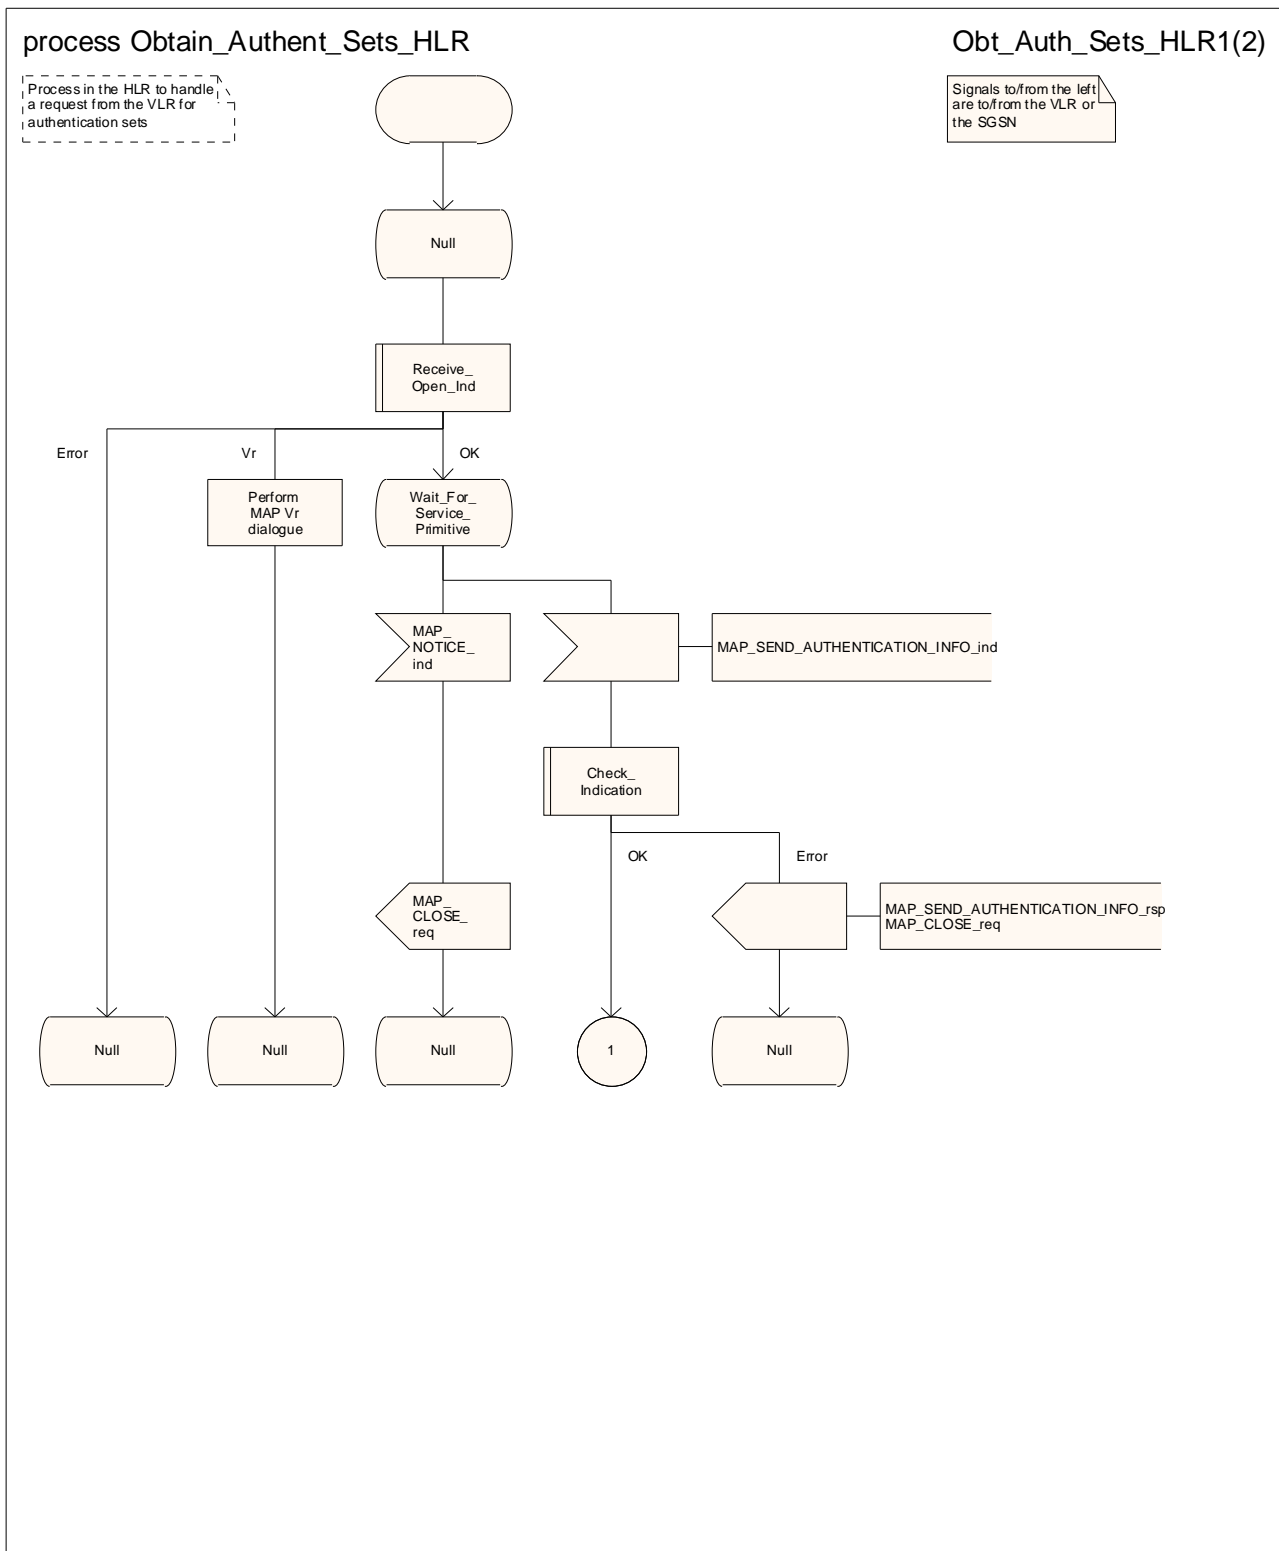 process Obtain_Authent_Sets_HLR
Obt_Auth_Sets_HLR1(2)
Process in the HLR to handle
a request from the VLR for
authentication sets
Signals to/from the left
are to/from the VLR or
the SGSN
Null
Receive_
Open_Ind
Error
Vr
OK
Perform
MAP Vr
dialogue
Wait_For_
Service_
Primitive
MAP_
NOTICE_
ind
MAP_SEND_AUTHENTICATION_INFO_ind
Check_
Indication
OK
Error
MAP_
CLOSE_
req
MAP_SEND_AUTHENTICATION_INFO_rsp
MAP_CLOSE_req
Null
Null
Null
1
Null